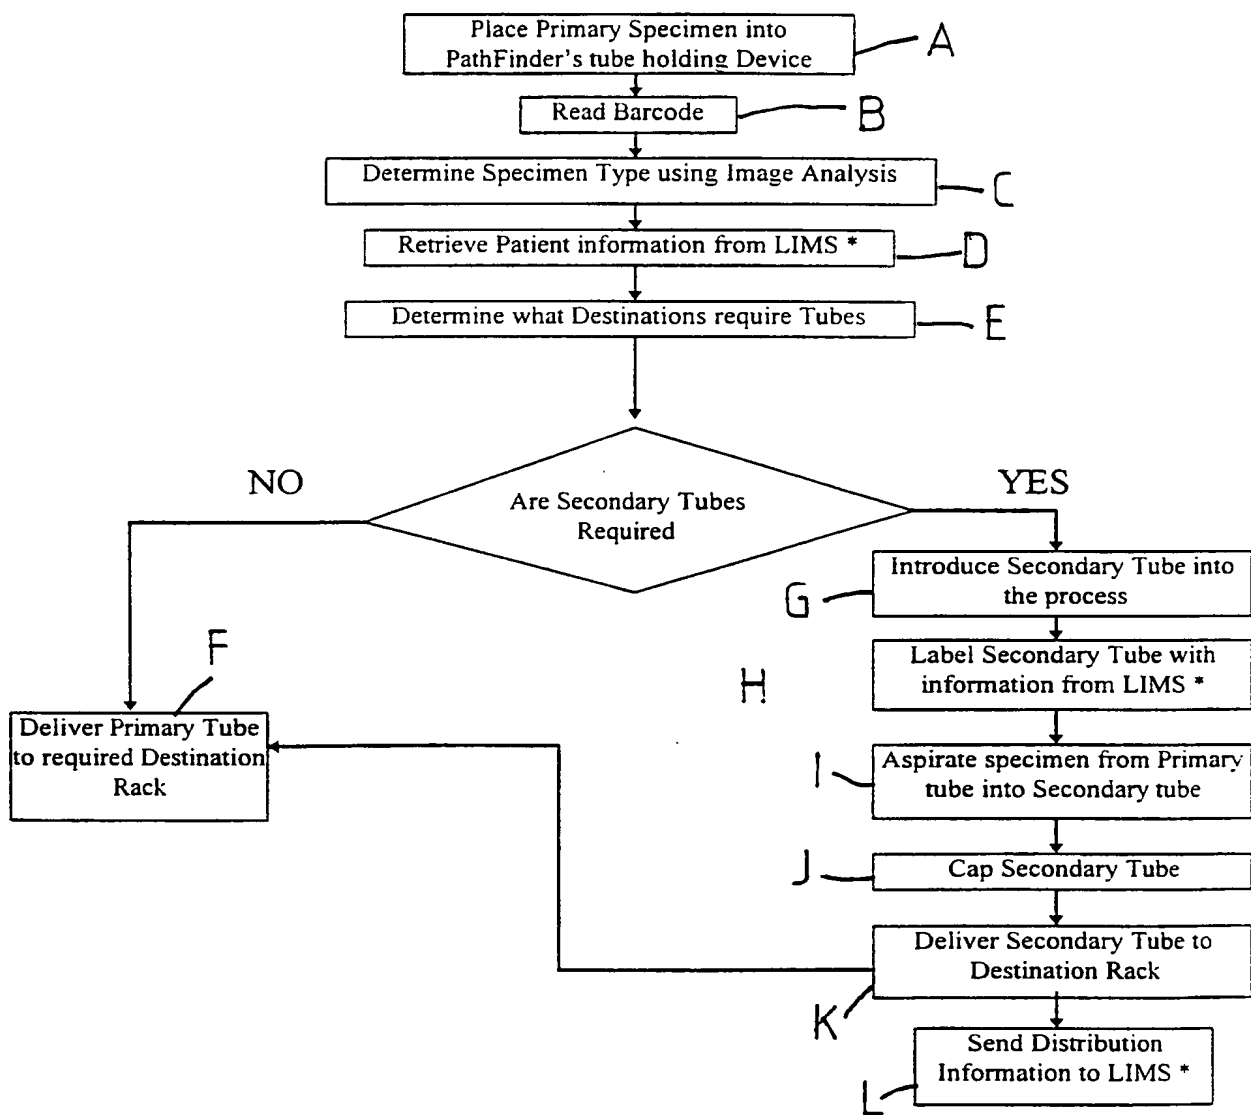 Place Primary Specimen into
PathFinder's tube holding Device
A
Read Barcode
B
Determine Specimen Type using Image Analysis
C
Retrieve Patient information from LIMS *
D
Determine what Destinations require Tubes
E
NO
YES
Are Secondary Tubes
Required
Introduce Secondary Tube into
the process
G
Label Secondary Tube with
information from LIMS *
H
F
Deliver Primary Tube
to required Destination
Rack
Aspirate specimen from Primary
tube into Secondary tube
I
Cap Secondary Tube
J
Deliver Secondary Tube to
Destination Rack
K
Send Distribution
Information to LIMS *
L